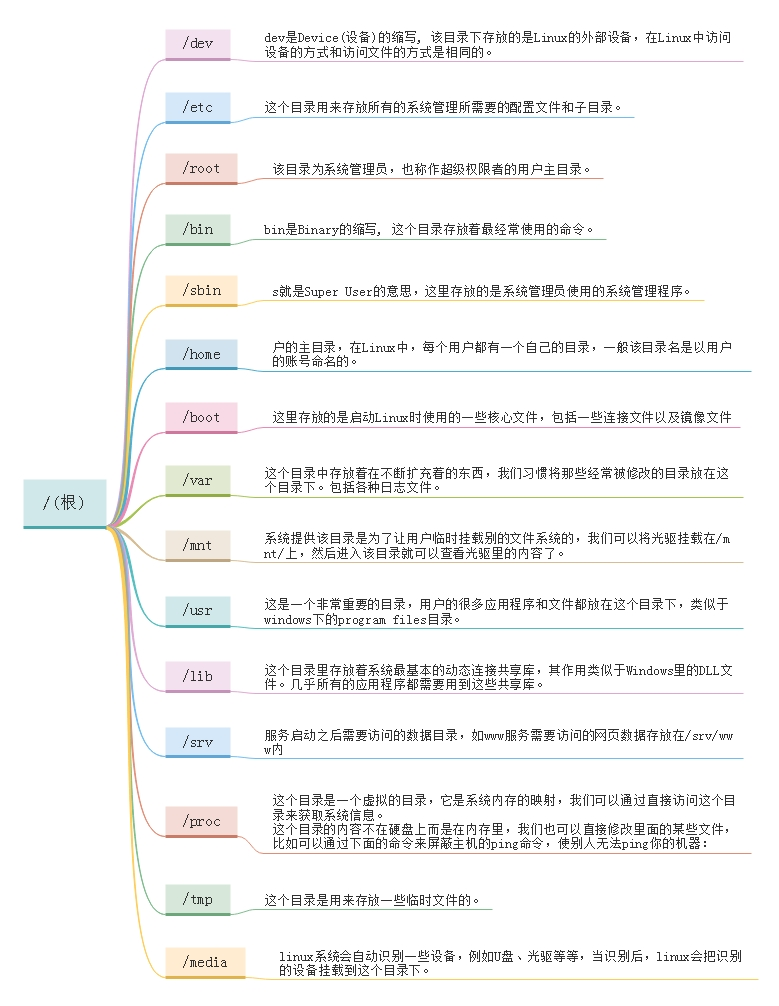 /dev
dev是Device(设备)的缩写, 该目录下存放的是Linux的外部设备，在Linux中访问
设备的方式和访问文件的方式是相同的。
/etc
这个目录用来存放所有的系统管理所需要的配置文件和子目录。
/root
该目录为系统管理员，也称作超级权限者的用户主目录。
/bin
bin是Binary的缩写, 这个目录存放着最经常使用的命令。
/sbin
s就是Super User的意思，这里存放的是系统管理员使用的系统管理程序。
/home
户的主目录，在Linux中，每个用户都有一个自己的目录，一般该目录名是以用户
的账号命名的。
/boot
这里存放的是启动Linux时使用的一些核心文件，包括一些连接文件以及镜像文件
/(根)
/var
这个目录中存放着在不断扩充着的东西，我们习惯将那些经常被修改的目录放在这
个目录下。包括各种日志文件。
/mnt
系统提供该目录是为了让用户临时挂载别的文件系统的，我们可以将光驱挂载在/m
nt/上，然后进入该目录就可以查看光驱里的内容了。
/usr
这是一个非常重要的目录，用户的很多应用程序和文件都放在这个目录下，类似于
windows下的program files目录。
/lib
这个目录里存放着系统最基本的动态连接共享库，其作用类似于Windows里的DLL文
件。几乎所有的应用程序都需要用到这些共享库。
/srv
服务启动之后需要访问的数据目录，如www服务需要访问的网页数据存放在/srv/ww
w内
/proc
这个目录是一个虚拟的目录，它是系统内存的映射，我们可以通过直接访问这个目
录来获取系统信息。
这个目录的内容不在硬盘上而是在内存里，我们也可以直接修改里面的某些文件，
比如可以通过下面的命令来屏蔽主机的ping命令，使别人无法ping你的机器：
/tmp
这个目录是用来存放一些临时文件的。
/media
linux系统会自动识别一些设备，例如U盘、光驱等等，当识别后，linux会把识别
的设备挂载到这个目录下。